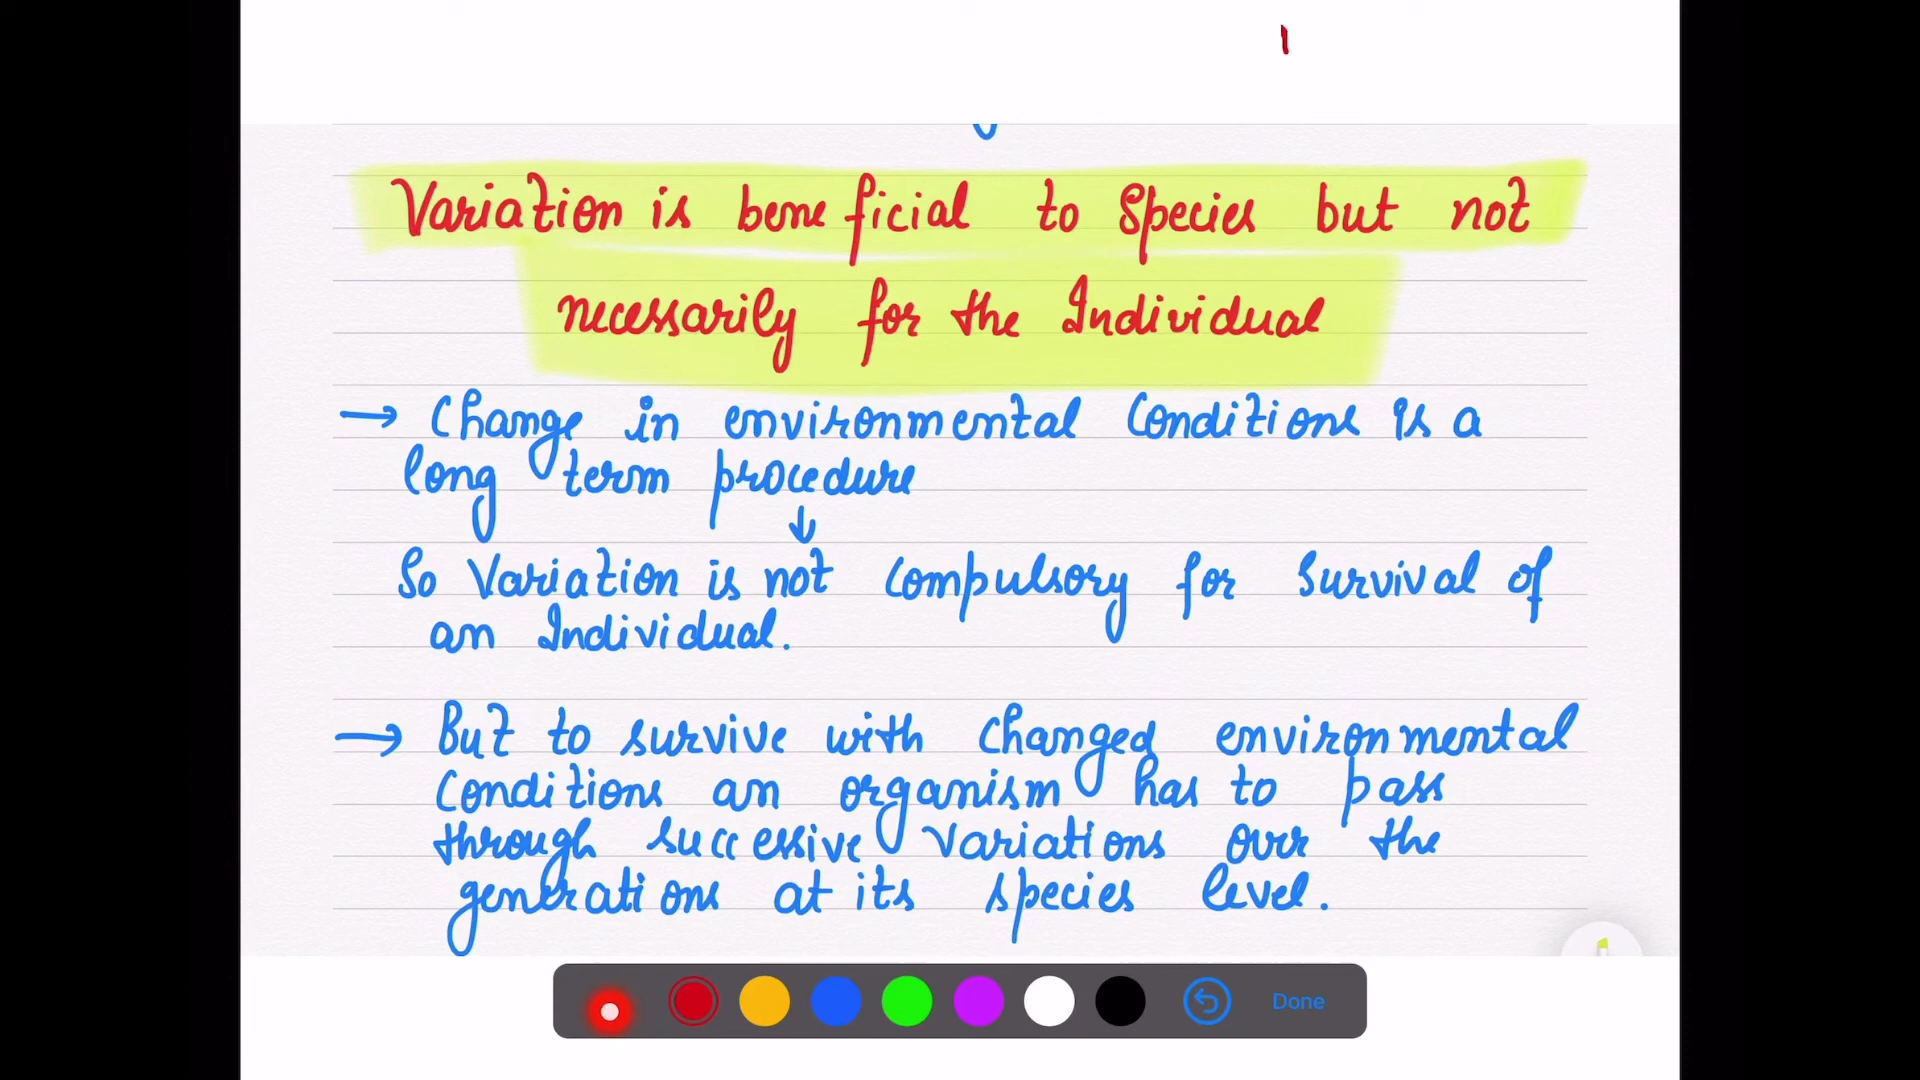 Variation is beneficial to Species but not
necessarily for the Individual
→ Change in environmental Conditions is a
long term procedure
↓
So Variation is not Compulsory for Survival of
an Individual.
→ But to survive with Changed environmental
Conditions an organism has to pass
through successive Variations over the
generations at its species level.
Done